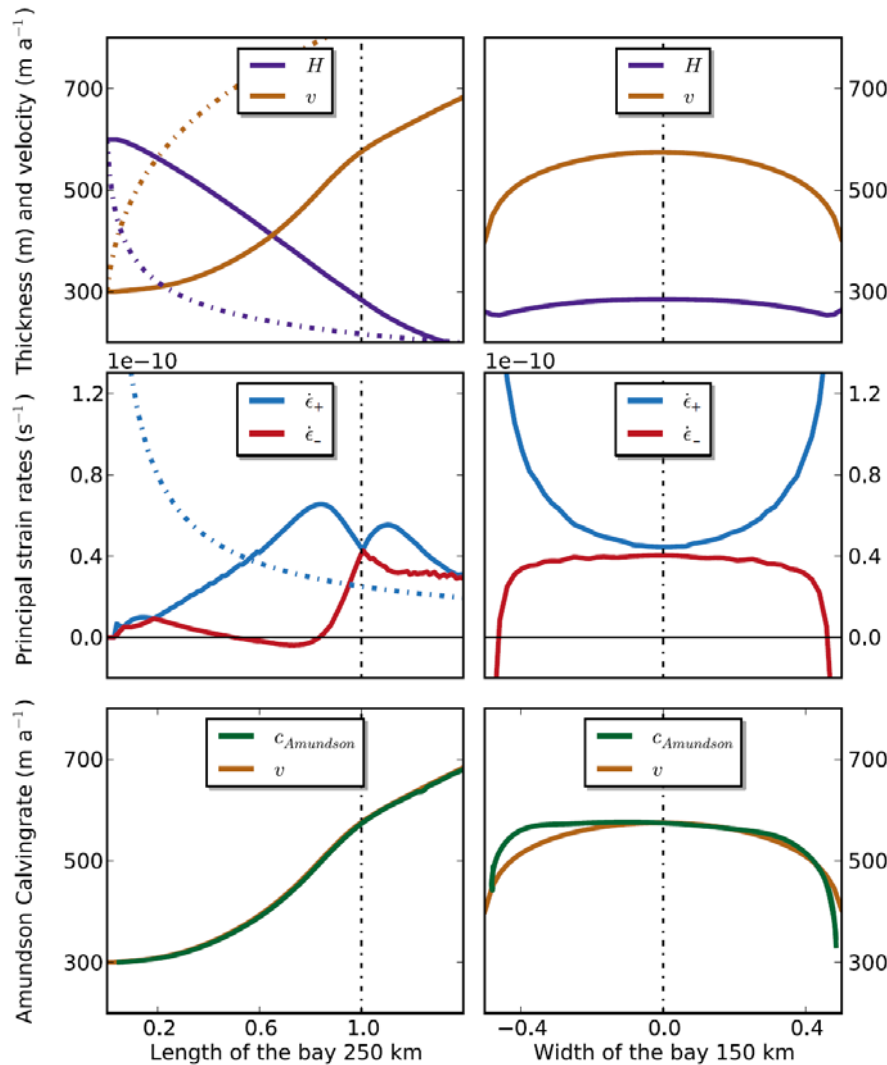 Thickness (m) and velocity (m a⁻¹)
700
500
300
H
v
H
v
700
500
300
Principal strain rates (s⁻¹)
1e−10
1.2
0.8
0.4
0.0
ϵ̇₊
ϵ̇₋
1e−10
ϵ̇₊
ϵ̇₋
1.2
0.8
0.4
0.0
Amundson Calvingrate (m a⁻¹)
700
500
300
c_Amundson
v
c_Amundson
v
700
500
300
0.2 0.6 1.0
Length of the bay 250 km
−0.4 0.0 0.4
Width of the bay 150 km